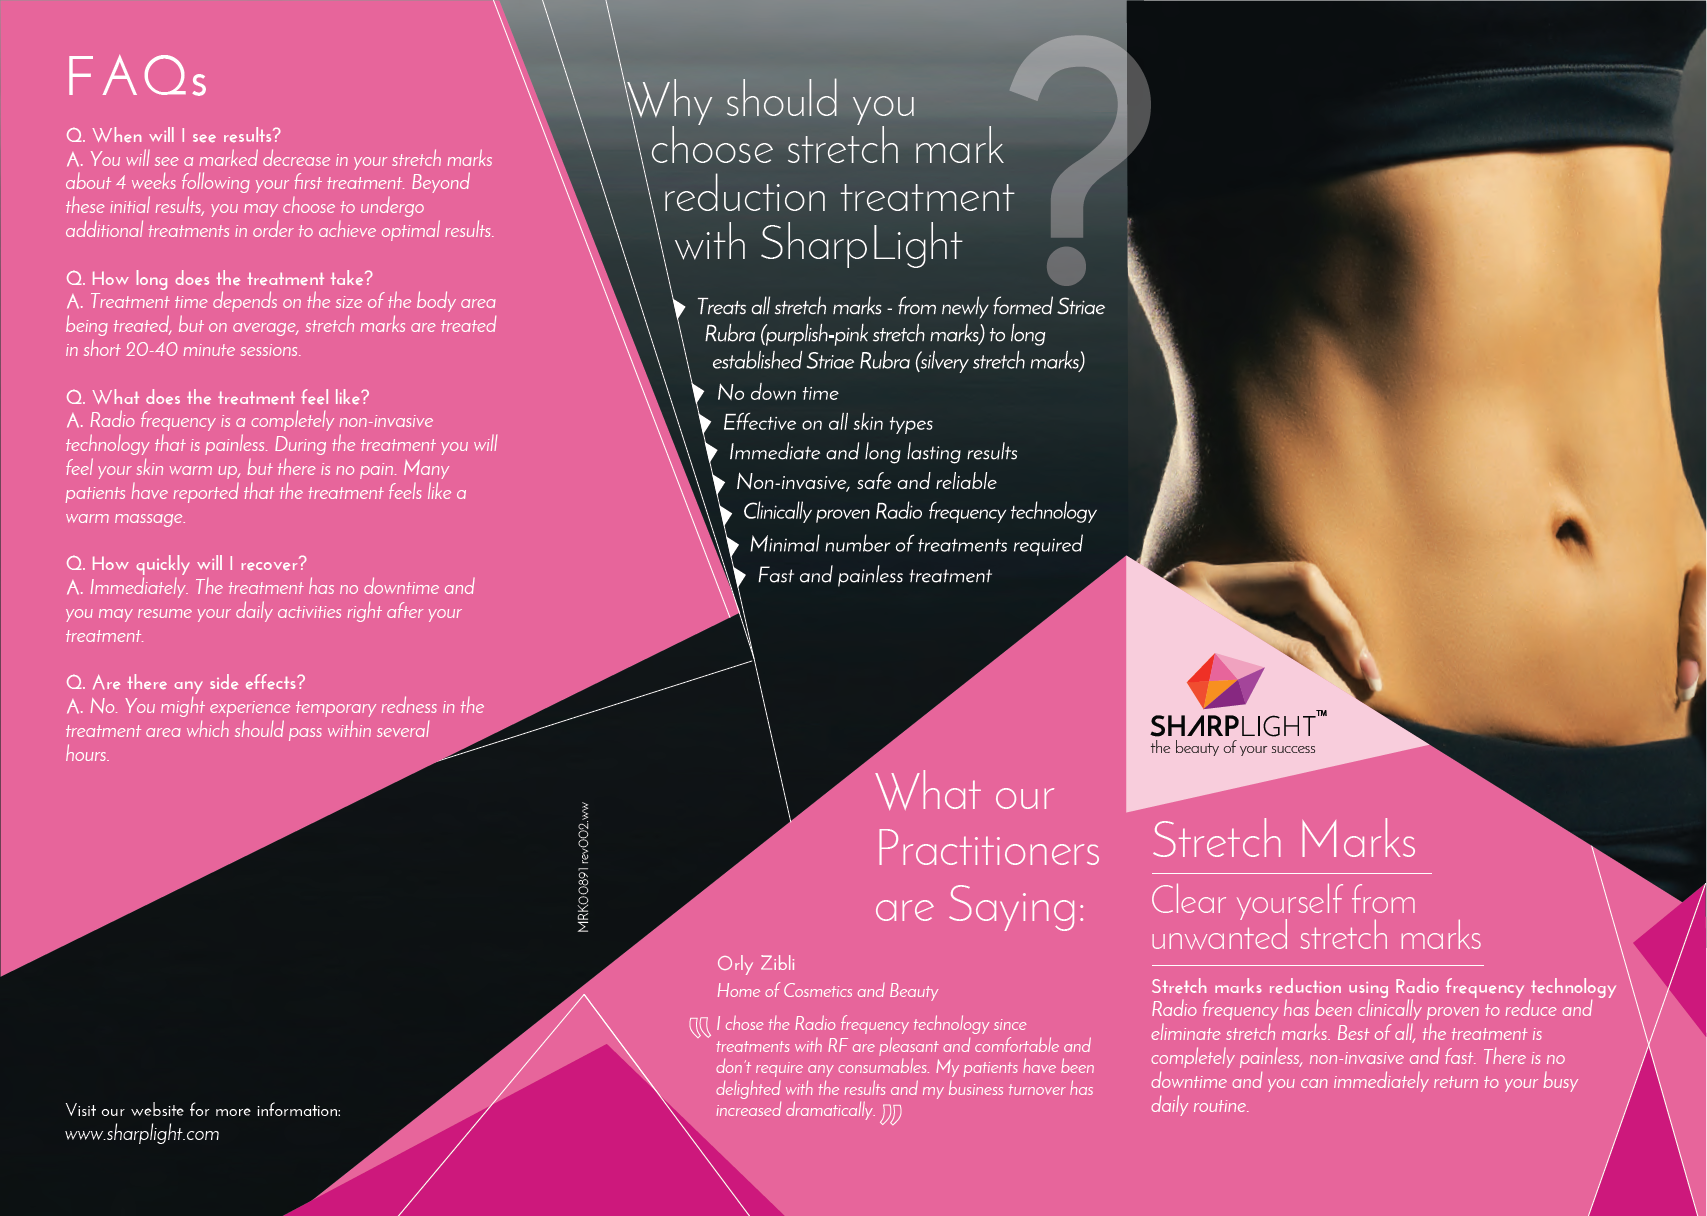 FAQs
Q. When will I see results?
A. You will see a marked decrease in your stretch marks
about 4 weeks following your first treatment. Beyond
these initial results, you may choose to undergo
additional treatments in order to achieve optimal results.
Q. How long does the treatment take?
A. Treatment time depends on the size of the body area
being treated, but on average, stretch marks are treated
in short 20-40 minute sessions.
Q. What does the treatment feel like?
A. Radio frequency is a completely non-invasive
technology that is painless. During the treatment you will
feel your skin warm up, but there is no pain. Many
patients have reported that the treatment feels like a
warm massage.
Q. How quickly will I recover?
A. Immediately. The treatment has no downtime and
you may resume your daily activities right after your
treatment.
Q. Are there any side effects?
A. No. You might experience temporary redness in the
treatment area which should pass within several
hours.
Visit our website for more information:
www.sharplight.com
MRK00891rev002.ww
Why should you
choose stretch mark
reduction treatment
with SharpLight
?
Treats all stretch marks - from newly formed Striae
Rubra (purplish-pink stretch marks) to long
established Striae Rubra (silvery stretch marks)
No down time
Effective on all skin types
Immediate and long lasting results
Non-invasive, safe and reliable
Clinically proven Radio frequency technology
Minimal number of treatments required
Fast and painless treatment
What our
Practitioners
are Saying:
Orly Zibli
Home of Cosmetics and Beauty
"I chose the Radio frequency technology since
treatments with RF are pleasant and comfortable and
don't require any consumables. My patients have been
delighted with the results and my business turnover has
increased dramatically."
SHARPLIGHT™
the beauty of your success
Stretch Marks
Clear yourself from
unwanted stretch marks
Stretch marks reduction using Radio frequency technology
Radio frequency has been clinically proven to reduce and
eliminate stretch marks. Best of all, the treatment is
completely painless, non-invasive and fast. There is no
downtime and you can immediately return to your busy
daily routine.